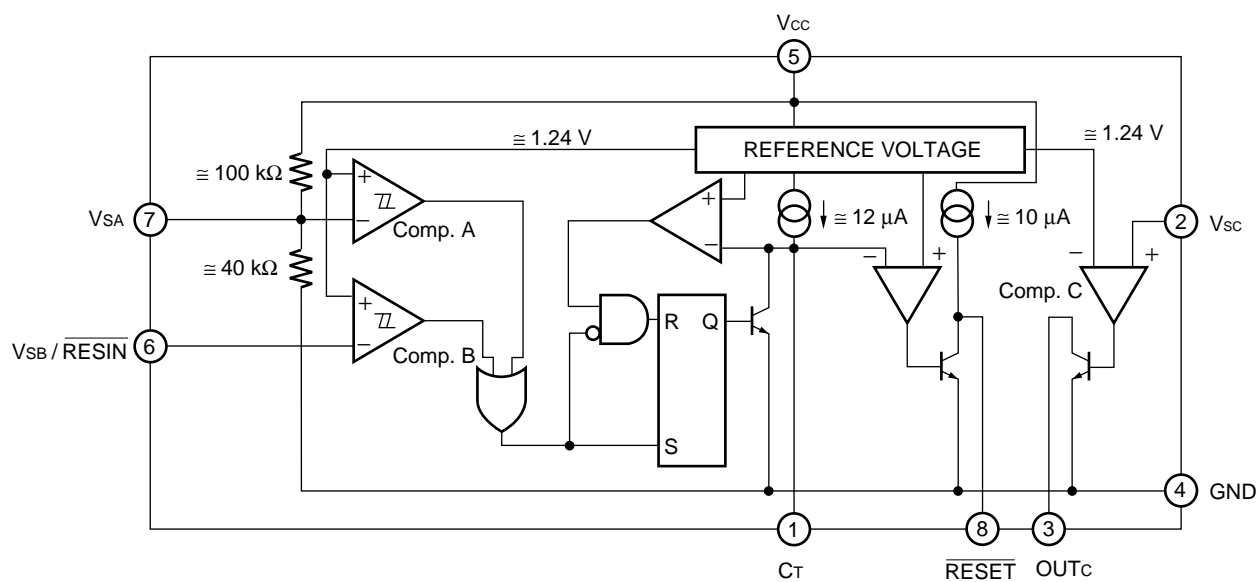 VCC
5
≅ 1.24 V
≅ 1.24 V
REFERENCE VOLTAGE
≅ 100 kΩ
+
–
Comp. A
+
–
≅ 12 μA
≅ 10 μA
VSA
7
2
VSC
≅ 40 kΩ
–
+
–
+
Comp. C
+
–
Comp. B
R
Q
S
VSB / RESIN
6
4
GND
1
8
3
CT
RESET
OUTC